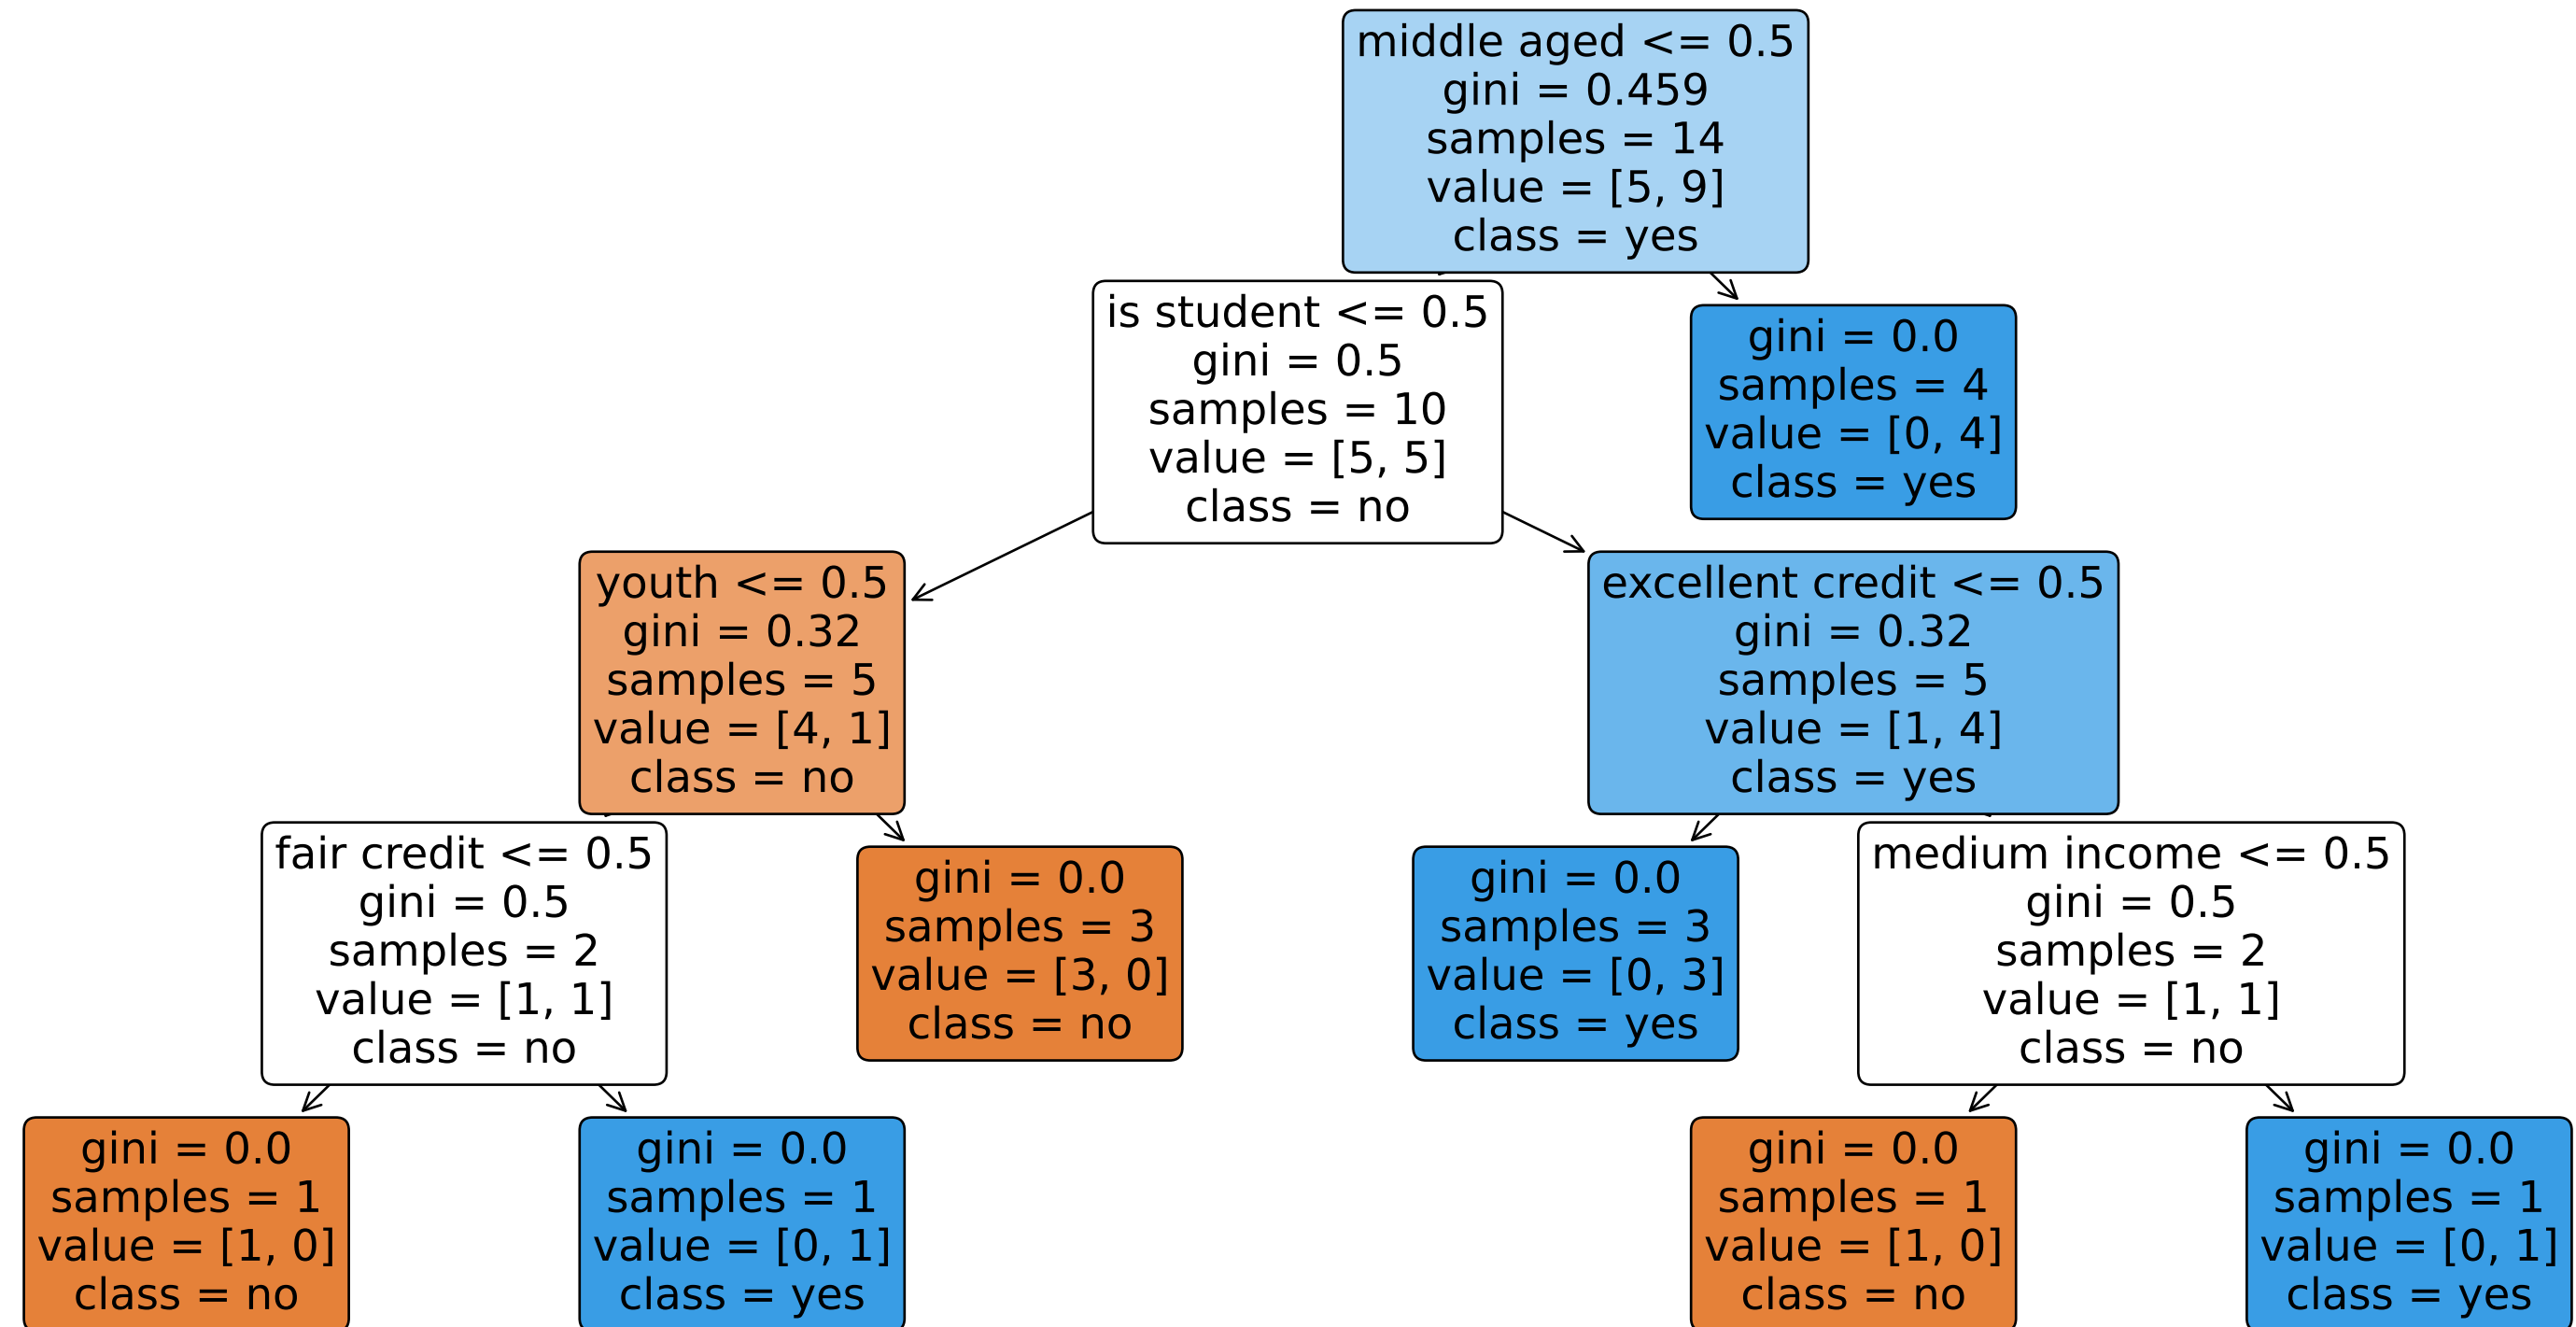 middle aged <= 0.5
gini = 0.459
samples = 14
value = [5, 9]
class = yes
is student <= 0.5
gini = 0.5
samples = 10
value = [5, 5]
class = no
gini = 0.0
samples = 4
value = [0, 4]
class = yes
youth <= 0.5
gini = 0.32
samples = 5
value = [4, 1]
class = no
excellent credit <= 0.5
gini = 0.32
samples = 5
value = [1, 4]
class = yes
fair credit <= 0.5
gini = 0.5
samples = 2
value = [1, 1]
class = no
gini = 0.0
samples = 3
value = [3, 0]
class = no
gini = 0.0
samples = 3
value = [0, 3]
class = yes
medium income <= 0.5
gini = 0.5
samples = 2
value = [1, 1]
class = no
gini = 0.0
samples = 1
value = [1, 0]
class = no
gini = 0.0
samples = 1
value = [0, 1]
class = yes
gini = 0.0
samples = 1
value = [1, 0]
class = no
gini = 0.0
samples = 1
value = [0, 1]
class = yes